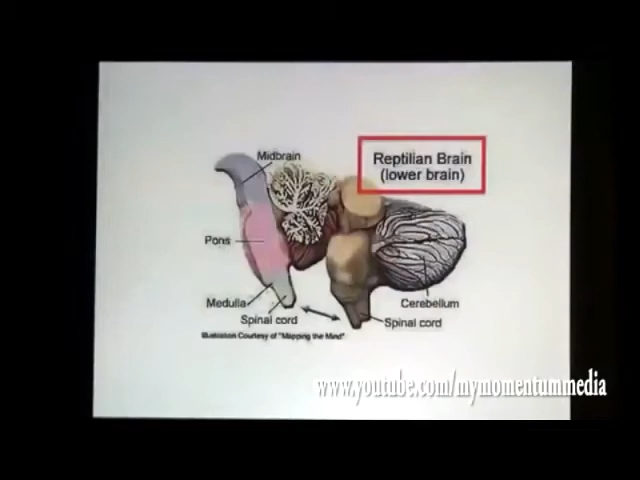 Midbrain
Reptilian Brain
(lower brain)
Pons
Medulla
Spinal cord
Cerebellum
Spinal cord
Illustration Courtesy of "Mapping the Mind"
www.youtube.com/mymomentummedia